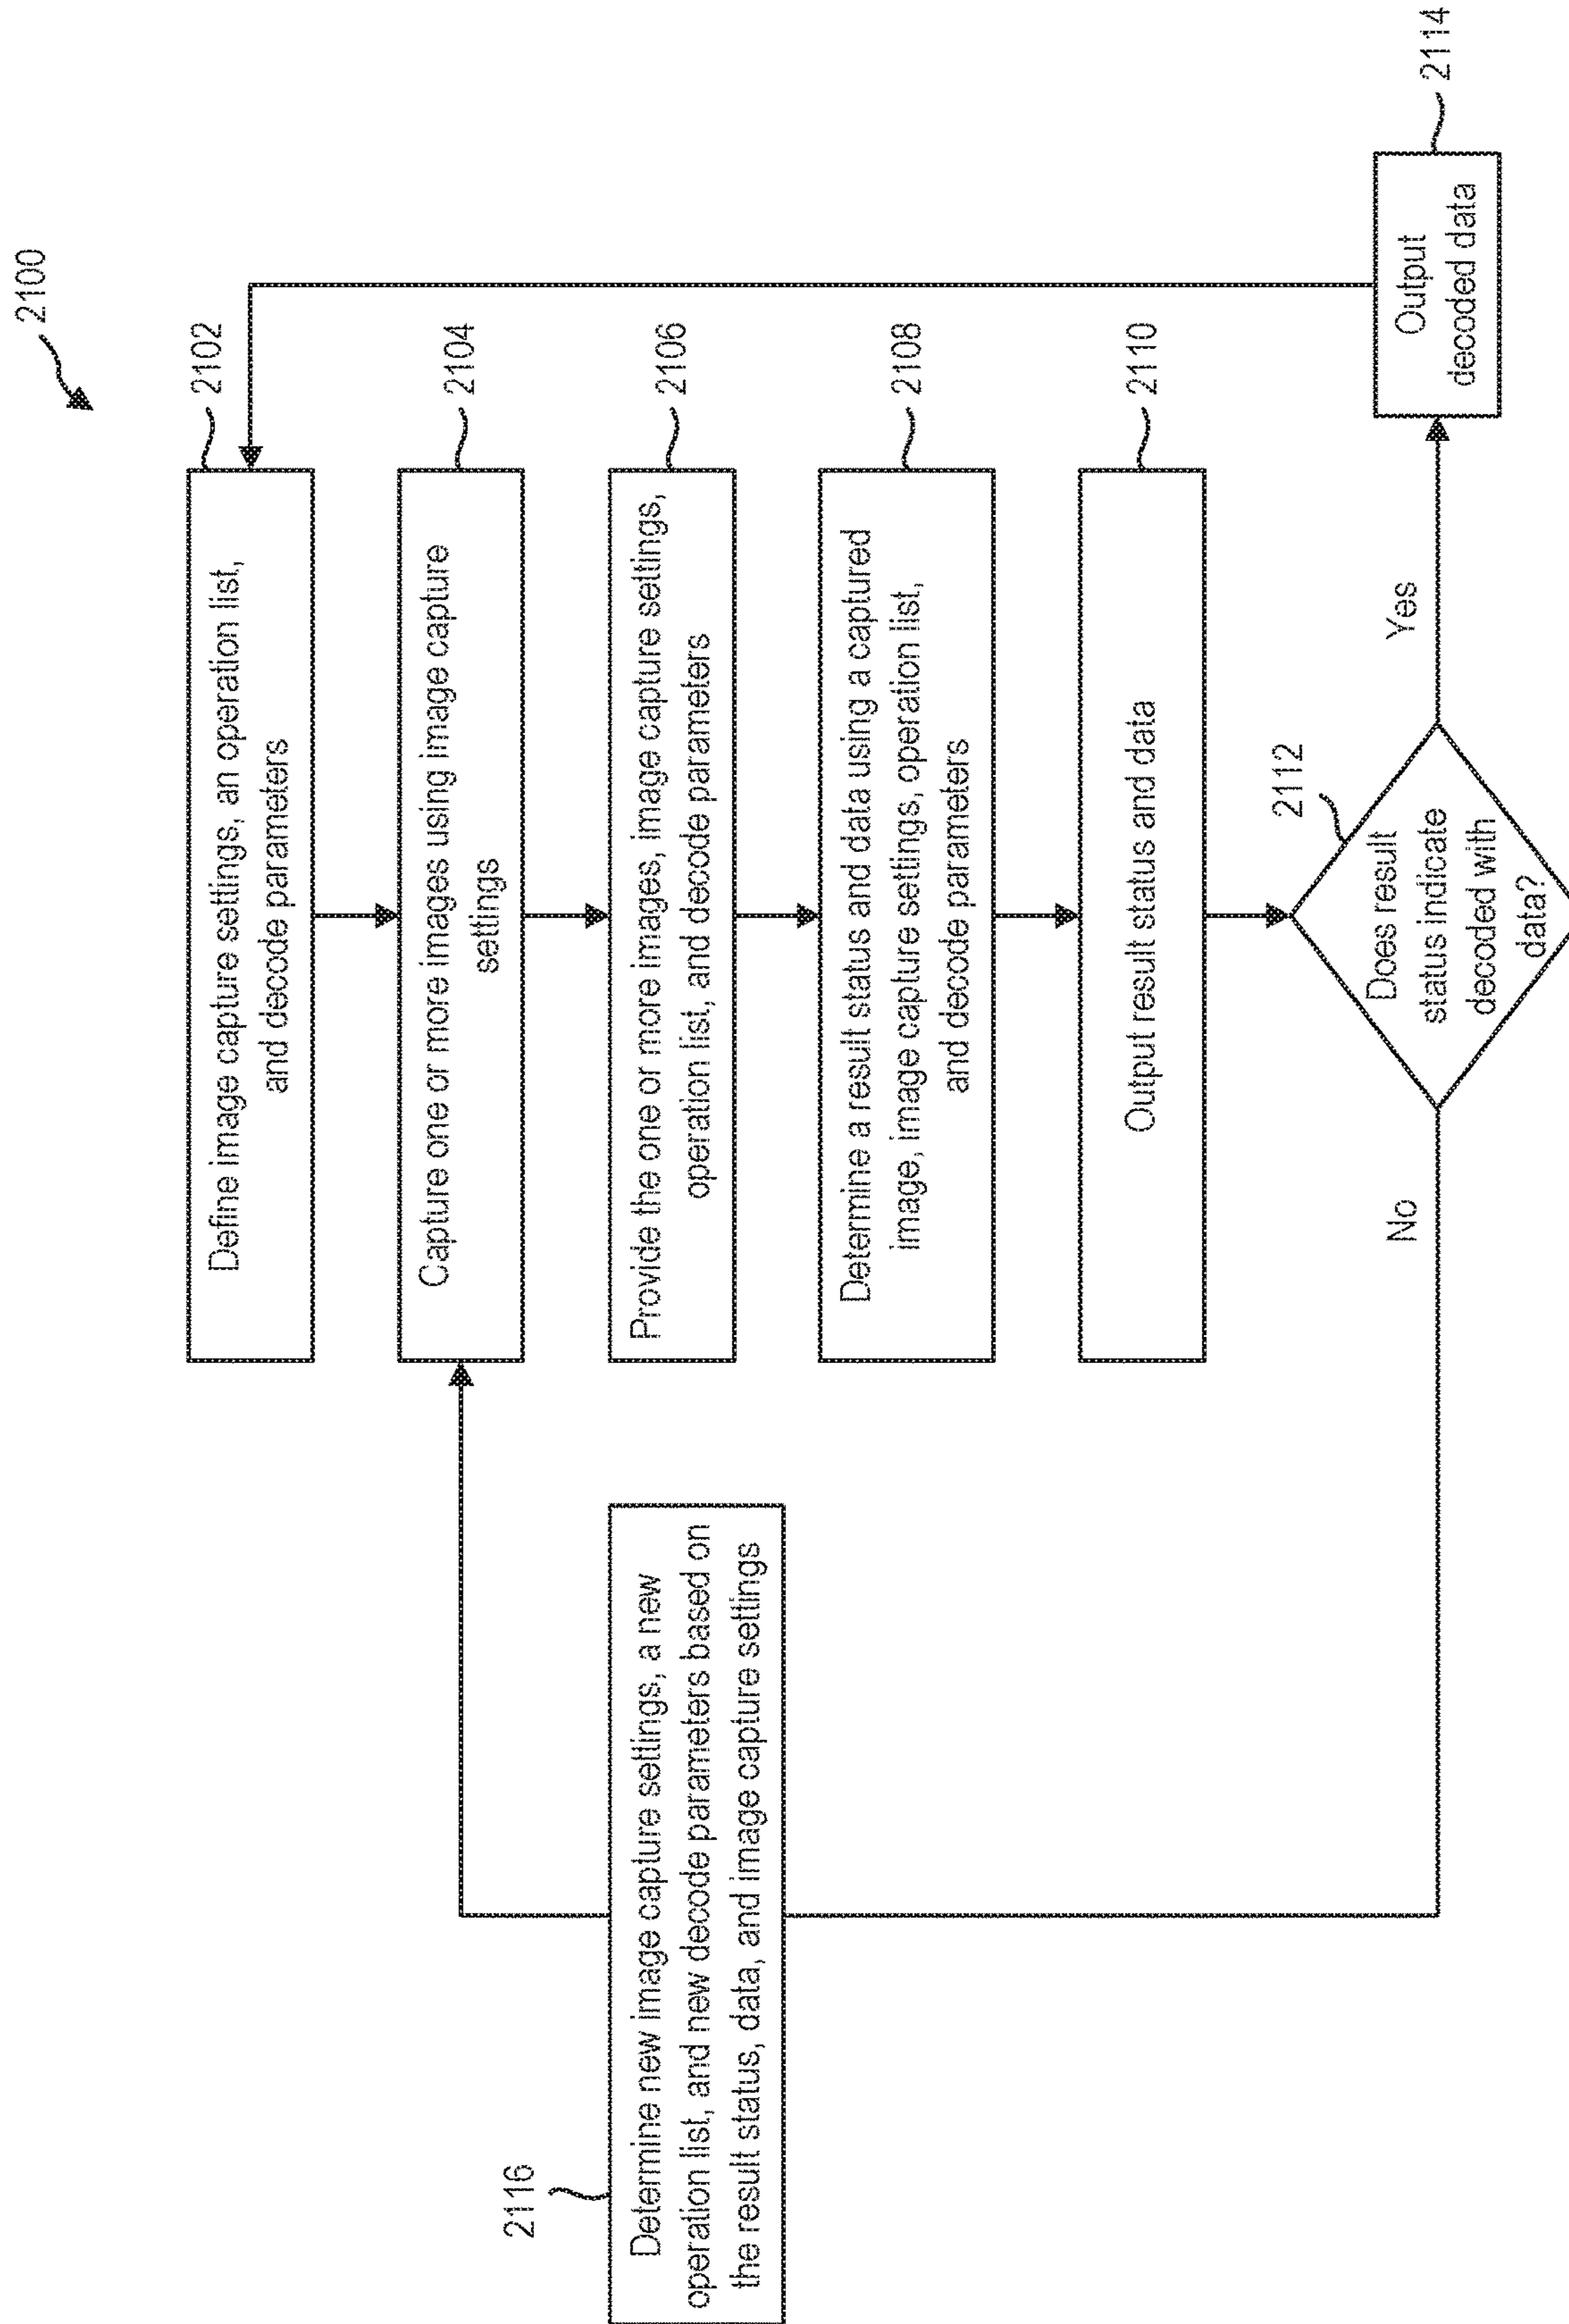 2100
2102
Define image capture settings, an operation list,
and decode parameters
2104
Capture one or more images using image capture
settings
2106
Provide the one or more images, image capture settings,
operation list, and decode parameters
2108
Determine a result status and data using a captured
image, image capture settings, operation list,
and decode parameters
2110
Output result status and data
2112
Does result
status indicate
decoded with
data?
Yes
No
Output
decoded data
2114
2116
Determine new image capture settings, a new
operation list, and new decode parameters based on
the result status, data, and image capture settings